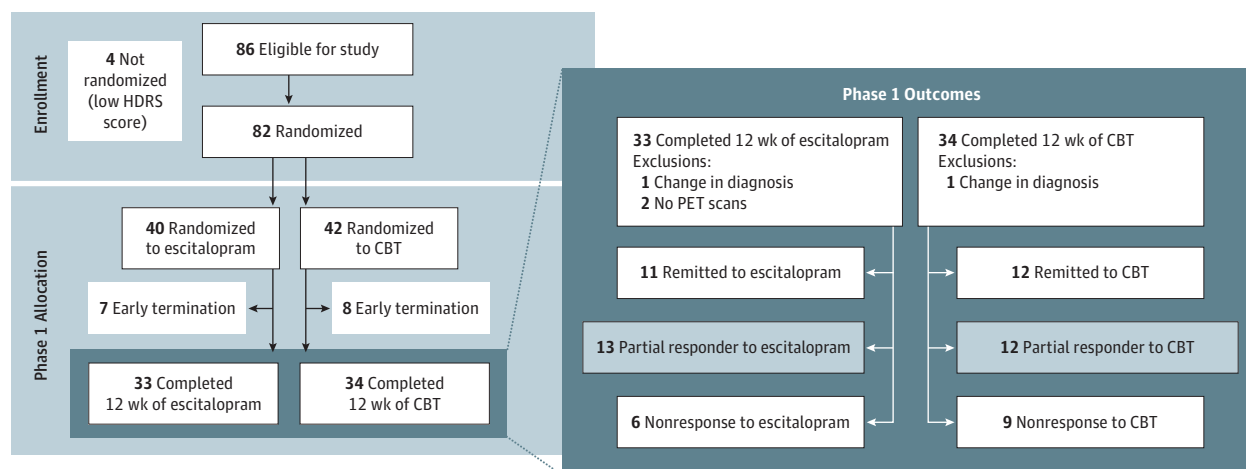 Enrollment
4 Not
randomized
(low HDRS
score)
86 Eligible for study
82 Randomized
Phase 1 Allocation
40 Randomized
to escitalopram
42 Randomized
to CBT
7 Early termination
8 Early termination
33 Completed
12 wk of escitalopram
34 Completed
12 wk of CBT
Phase 1 Outcomes
33 Completed 12 wk of escitalopram
Exclusions:
1 Change in diagnosis
2 No PET scans
34 Completed 12 wk of CBT
Exclusions:
1 Change in diagnosis
11 Remitted to escitalopram
12 Remitted to CBT
13 Partial responder to escitalopram
12 Partial responder to CBT
6 Nonresponse to escitalopram
9 Nonresponse to CBT